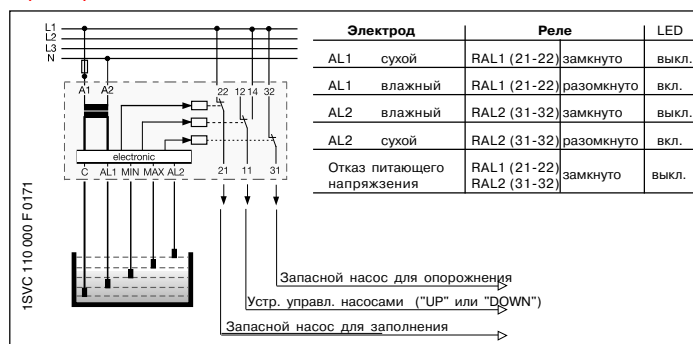 L1
L2
L3
N
A1 A2 22 12 14 32
electronic
C AL1 MIN MAX AL2 21 11 31
1SVC 110 000 F 0171
Запасной насос для опорожнения
Устр. управл. насосами ("UP" или "DOWN")
Запасной насос для заполнения
Электрод Реле LED
AL1 сухой RAL1 (21-22) замкнуто выкл.
AL1 влажный RAL1 (21-22) разомкнуто вкл.
AL2 влажный RAL2 (31-32) замкнуто выкл.
AL2 сухой RAL2 (31-32) разомкнуто вкл.
Отказ питающего RAL1 (21-22) замкнуто выкл.
напряжзения RAL2 (31-32)